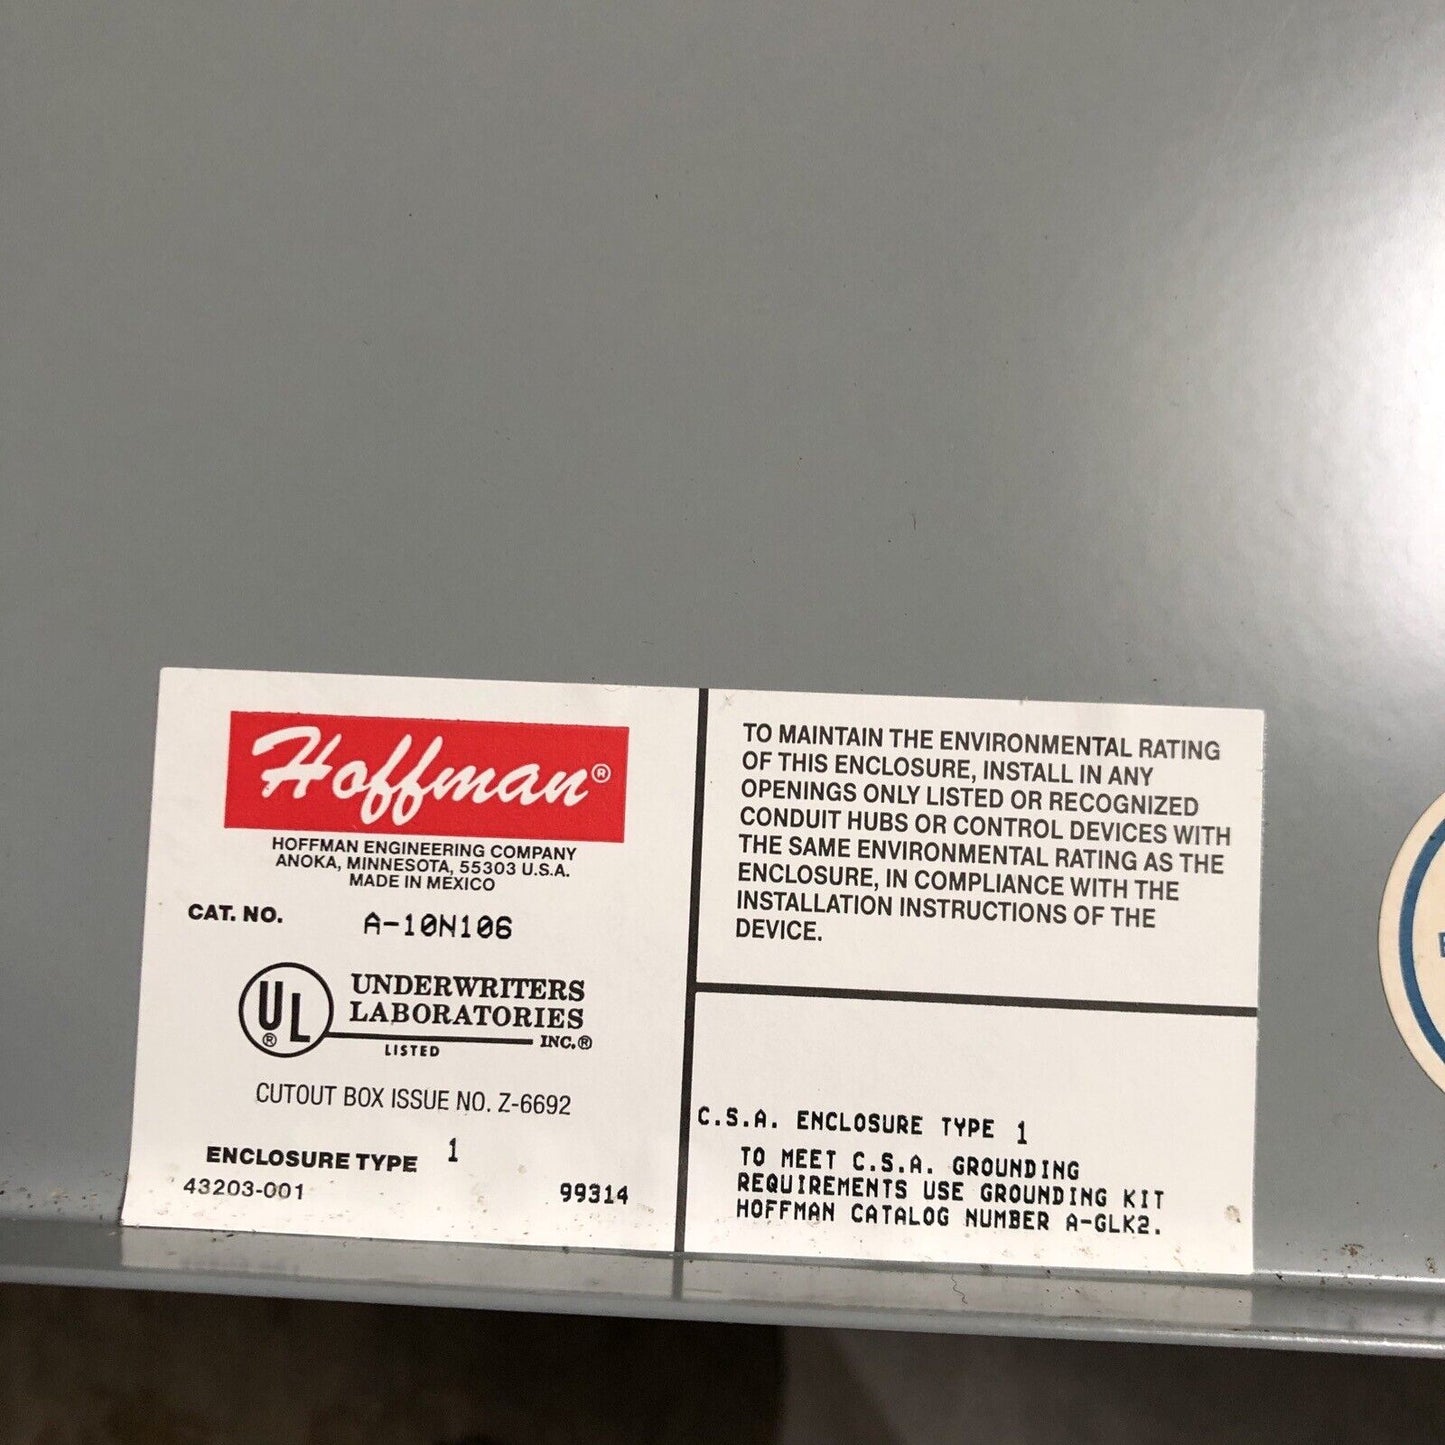 Hoffman®
HOFFMAN ENGINEERING COMPANY
ANOKA, MINNESOTA, 55303 U.S.A.
MADE IN MEXICO
CAT. NO. A-10N106
UL®
UNDERWRITERS
LABORATORIES
INC.®
LISTED
CUTOUT BOX ISSUE NO. Z-6692
ENCLOSURE TYPE 1
43203-001 99314
TO MAINTAIN THE ENVIRONMENTAL RATING
OF THIS ENCLOSURE, INSTALL IN ANY
OPENINGS ONLY LISTED OR RECOGNIZED
CONDUIT HUBS OR CONTROL DEVICES WITH
THE SAME ENVIRONMENTAL RATING AS THE
ENCLOSURE, IN COMPLIANCE WITH THE
INSTALLATION INSTRUCTIONS OF THE
DEVICE.
C.S.A. ENCLOSURE TYPE 1
TO MEET C.S.A. GROUNDING
REQUIREMENTS USE GROUNDING KIT
HOFFMAN CATALOG NUMBER A-GLK2.